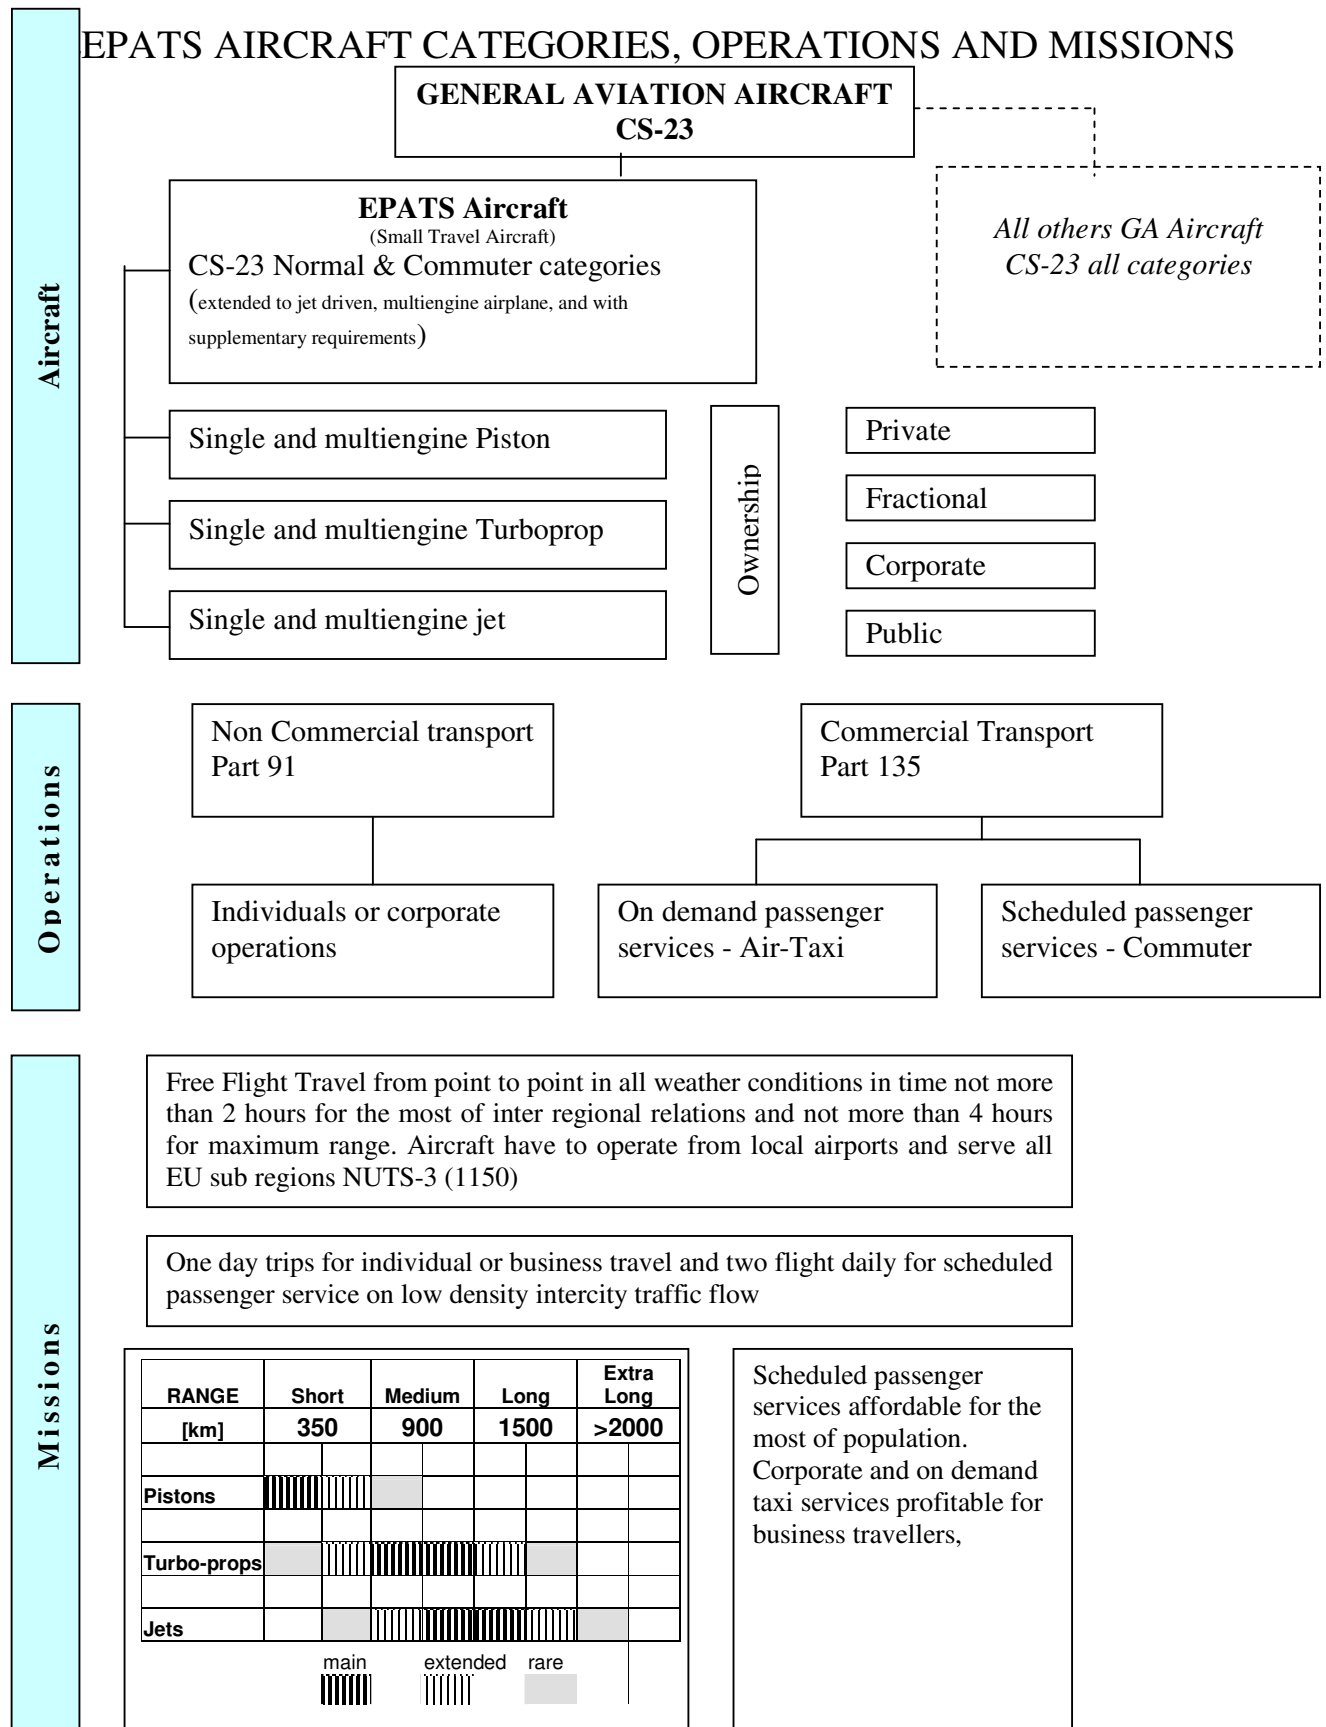 EPATS AIRCRAFT CATEGORIES, OPERATIONS AND MISSIONS
GENERAL AVIATION AIRCRAFT
CS-23
EPATS Aircraft
(Small Travel Aircraft)
CS-23 Normal & Commuter categories
(extended to jet driven, multiengine airplane, and with
supplementary requirements)
All others GA Aircraft
CS-23 all categories
Aircraft
Single and multiengine Piston
Single and multiengine Turboprop
Single and multiengine jet
Ownership
Private
Fractional
Corporate
Public
Operations
Non Commercial transport
Part 91
Commercial Transport
Part 135
Individuals or corporate
operations
On demand passenger
services - Air-Taxi
Scheduled passenger
services - Commuter
Missions
Free Flight Travel from point to point in all weather conditions in time not more
than 2 hours for the most of inter regional relations and not more than 4 hours
for maximum range. Aircraft have to operate from local airports and serve all
EU sub regions NUTS-3 (1150)
One day trips for individual or business travel and two flight daily for scheduled
passenger service on low density intercity traffic flow
RANGE Short Medium Long Extra Long
[km] 350 900 1500 >2000
Pistons
Turbo-props
Jets
main extended rare
Scheduled passenger
services affordable for the
most of population.
Corporate and on demand
taxi services profitable for
business travellers,